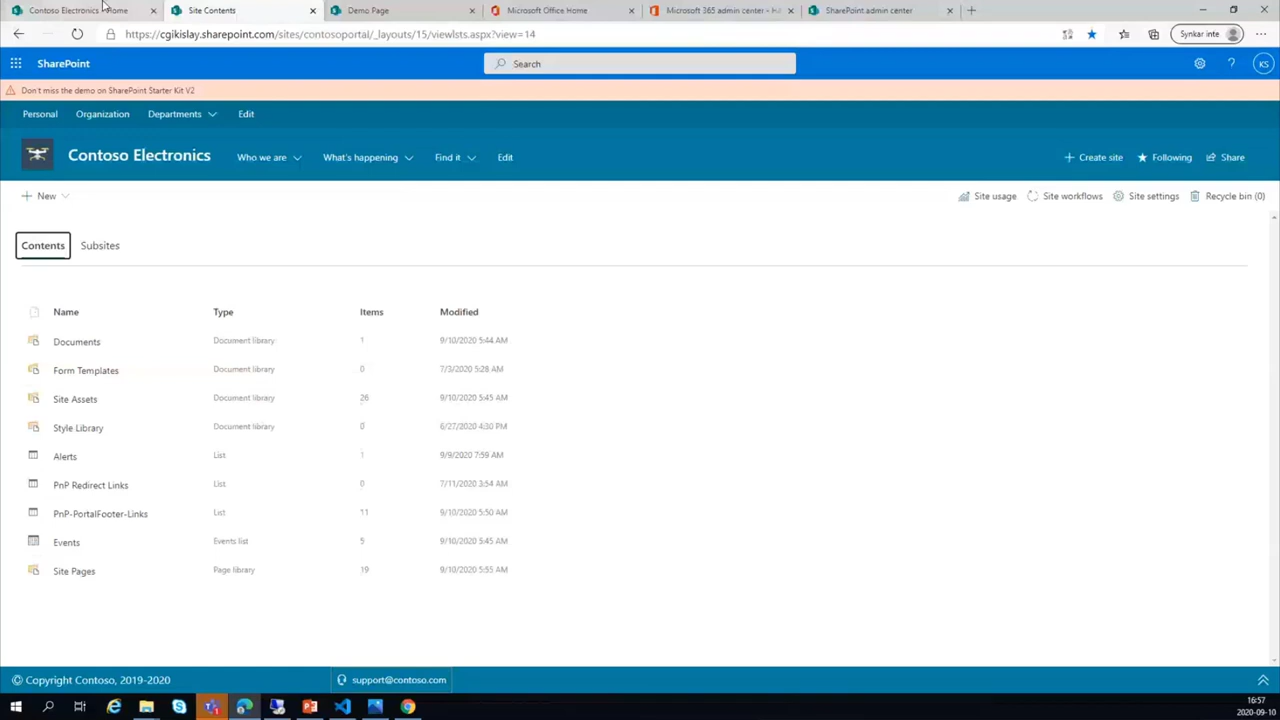 Contoso Electronics - Home
Site Contents
Demo Page
Microsoft Office Home
Microsoft 365 admin center -
SharePoint admin center
https://cgikislay.sharepoint.com/sites/contosoportal/_layouts/15/viewlsts.aspx?view=14
Synkar inte
SharePoint
Search
KS
Don't miss the demo on SharePoint Starter Kit V2
Personal Organization Departments Edit
Contoso Electronics
Who we are What's happening Find it Edit
Create site Following Share
New
Site usage Site workflows Site settings Recycle bin (0)
Contents Subsites
Name Type Items Modified
Documents Document library 1 9/10/2020 5:44 AM
Form Templates Document library 0 7/3/2020 5:28 AM
Site Assets Document library 26 9/10/2020 5:45 AM
Style Library Document library 0 6/27/2020 4:30 PM
Alerts List 1 9/9/2020 7:59 AM
PnP Redirect Links List 0 7/11/2020 3:54 AM
PnP-PortalFooter-Links List 11 9/10/2020 5:50 AM
Events Events list 5 9/10/2020 5:45 AM
Site Pages Page library 19 9/10/2020 5:55 AM
© Copyright Contoso, 2019-2020
support@contoso.com
16:57
2020-09-10